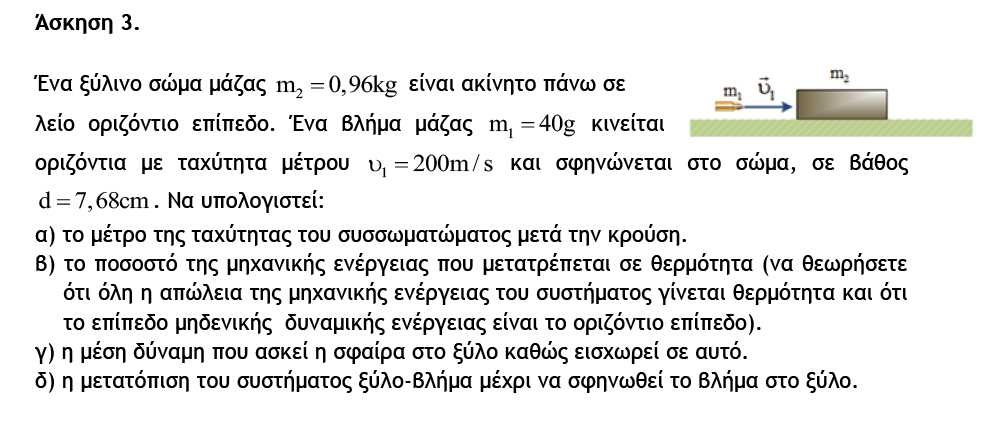 Άσκηση 3.
Ένα ξύλινο σώμα μάζας m₂ = 0,96kg είναι ακίνητο πάνω σε
λείο οριζόντιο επίπεδο. Ένα βλήμα μάζας m₁ = 40g κινείται
οριζόντια με ταχύτητα μέτρου υ₁ = 200m/s και σφηνώνεται στο σώμα, σε βάθος
d = 7,68cm. Να υπολογιστεί:
α) το μέτρο της ταχύτητας του συσσωματώματος μετά την κρούση.
β) το ποσοστό της μηχανικής ενέργειας που μετατρέπεται σε θερμότητα (να θεωρήσετε
ότι όλη η απώλεια της μηχανικής ενέργειας του συστήματος γίνεται θερμότητα και ότι
το επίπεδο μηδενικής δυναμικής ενέργειας είναι το οριζόντιο επίπεδο).
γ) η μέση δύναμη που ασκεί η σφαίρα στο ξύλο καθώς εισχωρεί σε αυτό.
δ) η μετατόπιση του συστήματος ξύλο-βλήμα μέχρι να σφηνωθεί το βλήμα στο ξύλο.
m₁ υ⃗₁ m₂